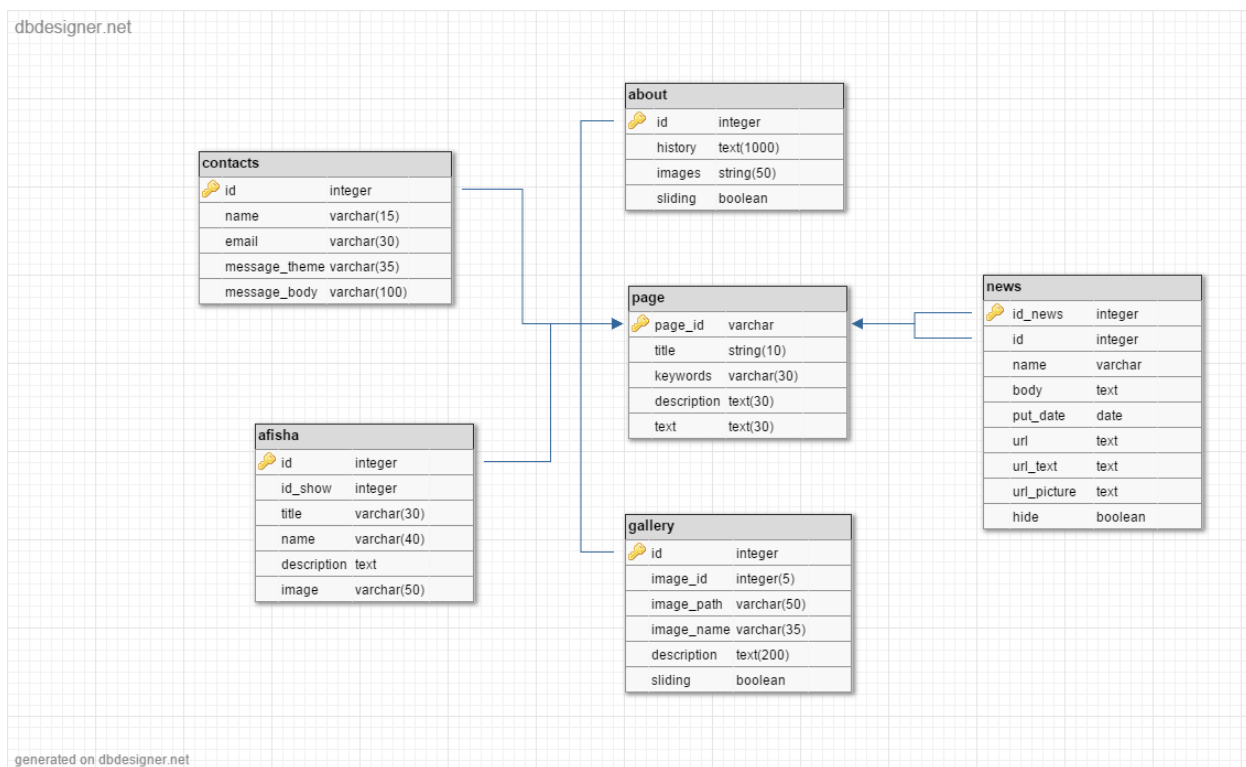 dbdesigner.net
about
id integer
history text(1000)
images string(50)
sliding boolean
contacts
id integer
name varchar(15)
email varchar(30)
message_theme varchar(35)
message_body varchar(100)
page
page_id varchar
title string(10)
keywords varchar(30)
description text(30)
text text(30)
news
id_news integer
id integer
name varchar
body text
put_date date
url text
url_text text
url_picture text
hide boolean
afisha
id integer
id_show integer
title varchar(30)
name varchar(40)
description text
image varchar(50)
gallery
id integer
image_id integer(5)
image_path varchar(50)
image_name varchar(35)
description text(200)
sliding boolean
generated on dbdesigner.net